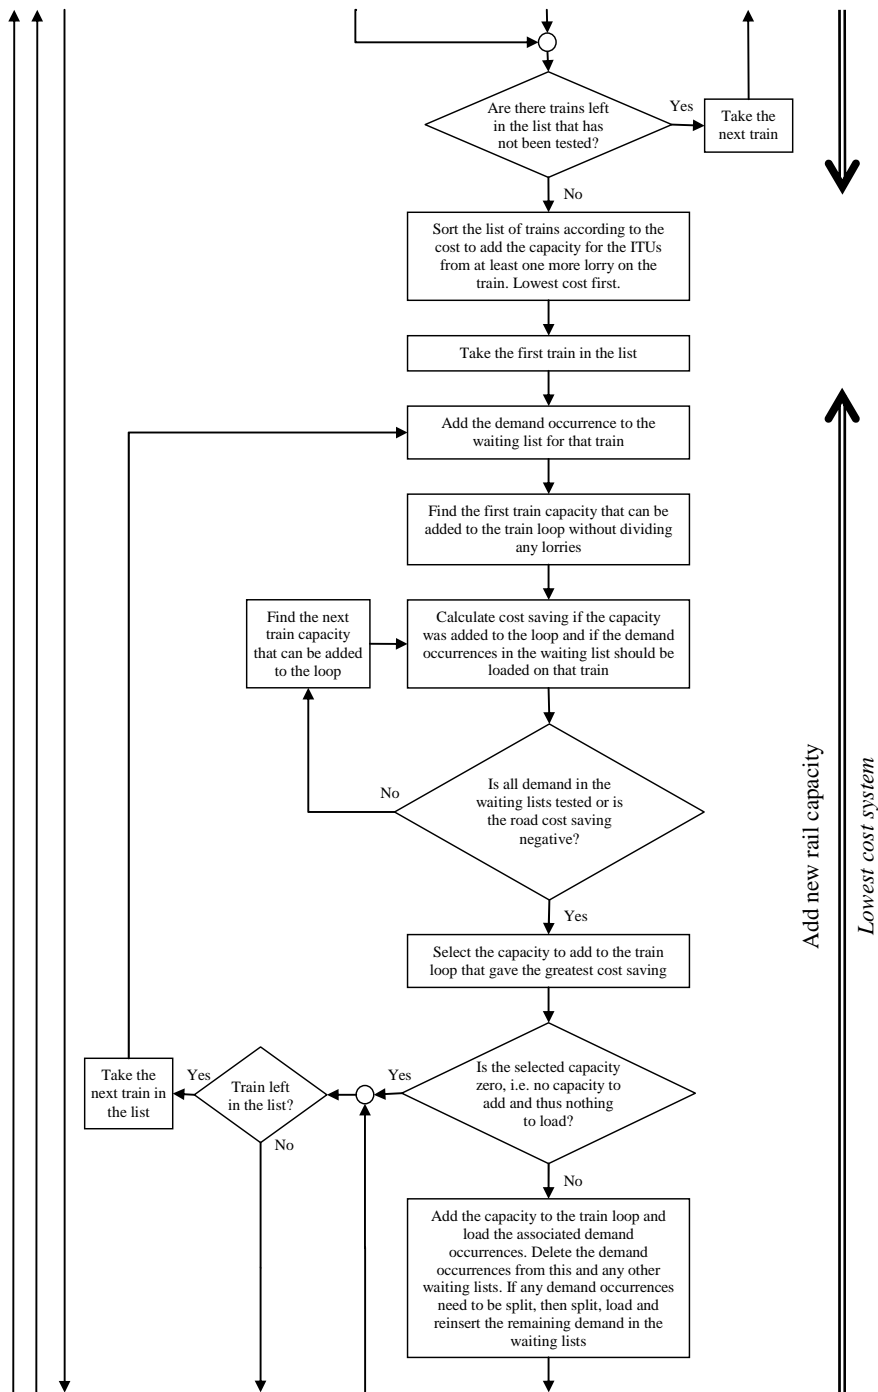 Are there trains left
in the list that has
not been tested?
Yes
Take the
next train
No
Sort the list of trains according to the
cost to add the capacity for the ITUs
from at least one more lorry on the
train. Lowest cost first.
Take the first train in the list
Add the demand occurrence to the
waiting list for that train
Find the first train capacity that can be
added to the train loop without dividing
any lorries
Find the next
train capacity
that can be added
to the loop
Calculate cost saving if the capacity
was added to the loop and if the demand
occurrences in the waiting list should be
loaded on that train
No
Is all demand in the
waiting lists tested or is
the road cost saving
negative?
Yes
Select the capacity to add to the train
loop that gave the greatest cost saving
Take the
next train in
the list
Yes
Train left
in the list?
No
Yes
Is the selected capacity
zero, i.e. no capacity to
add and thus nothing
to load?
No
Add the capacity to the train loop and
load the associated demand
occurrences. Delete the demand
occurrences from this and any other
waiting lists. If any demand occurrences
need to be split, then split, load and
reinsert the remaining demand in the
waiting lists
Add new rail capacity
Lowest cost system